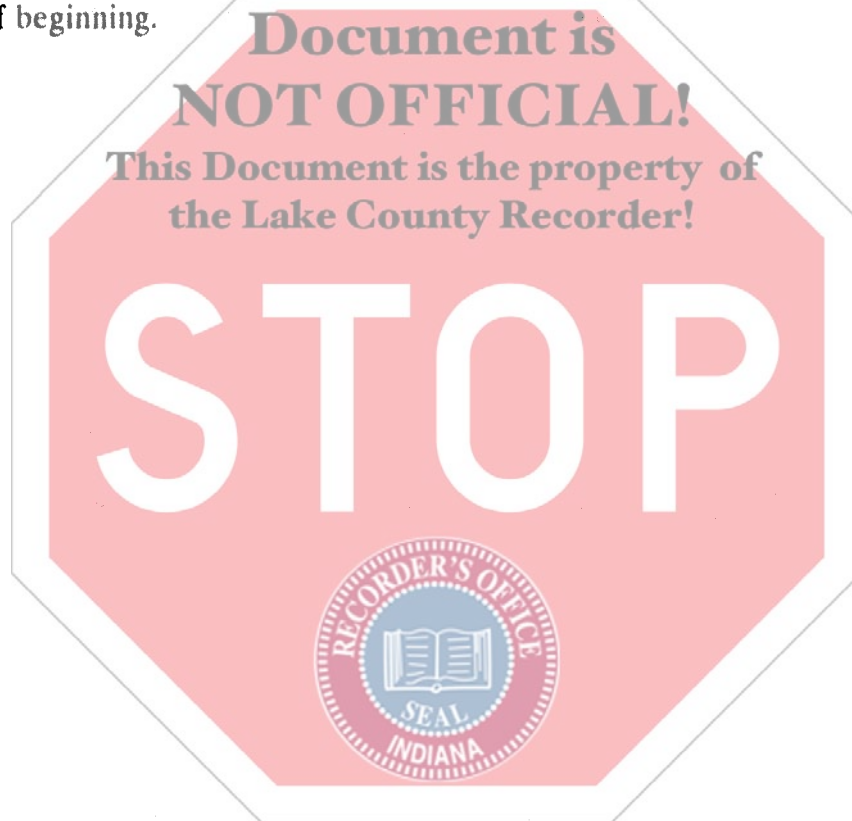 f beginning.
Document is
NOT OFFICIAL!
This Document is the property of
the Lake County Recorder!
STOP
RECORDER'S OFFICE
SEAL
INDIANA